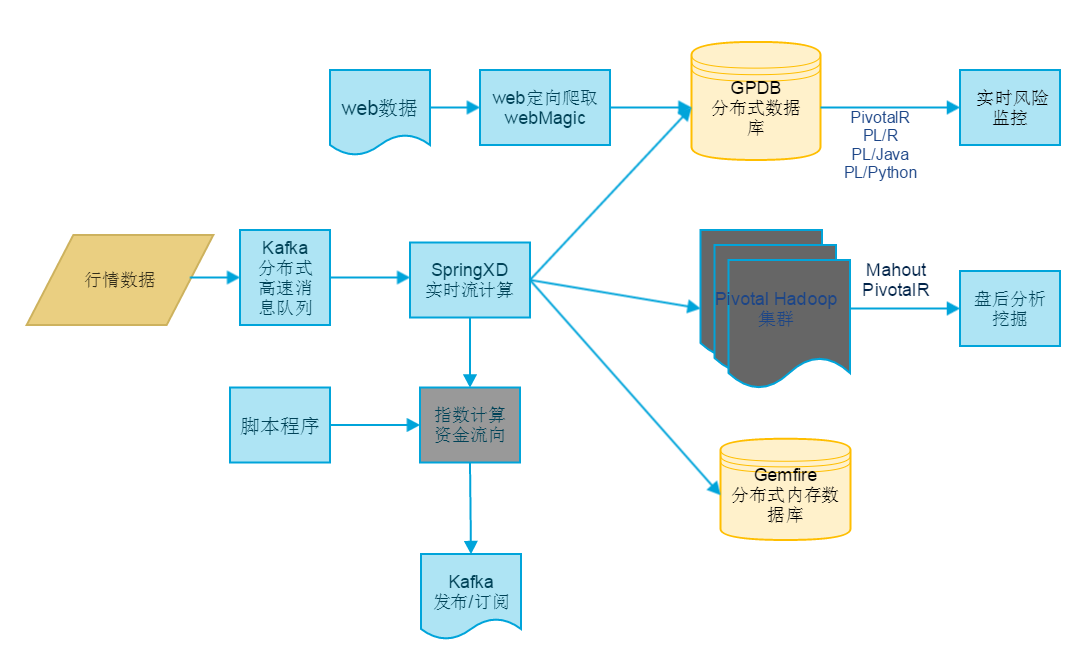 web数据
web定向爬取
webMagic
GPDB
分布式数据
库
PivotalR
PL/R
PL/Java
PL/Python
实时风险
监控
行情数据
Kafka
分布式
高速消
息队列
SpringXD
实时流计算
Pivotal Hadoop
集群
Mahout
PivotalR
盘后分析
挖掘
脚本程序
指数计算
资金流向
Gemfire
分布式内存数
据库
Kafka
发布/订阅